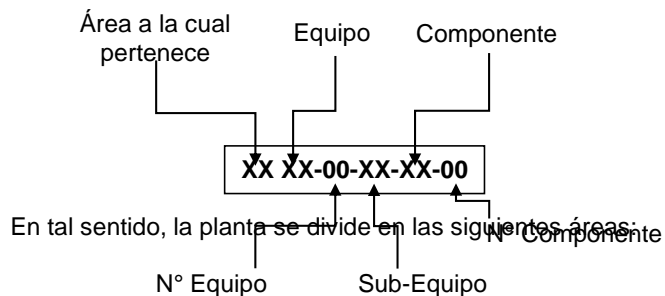 Área a la cual
pertenece
Equipo
Componente
XX XX-00-XX-XX-00
En tal sentido, la planta se divide en las siguientes áreas:
N° Componente
N° Equipo
Sub-Equipo